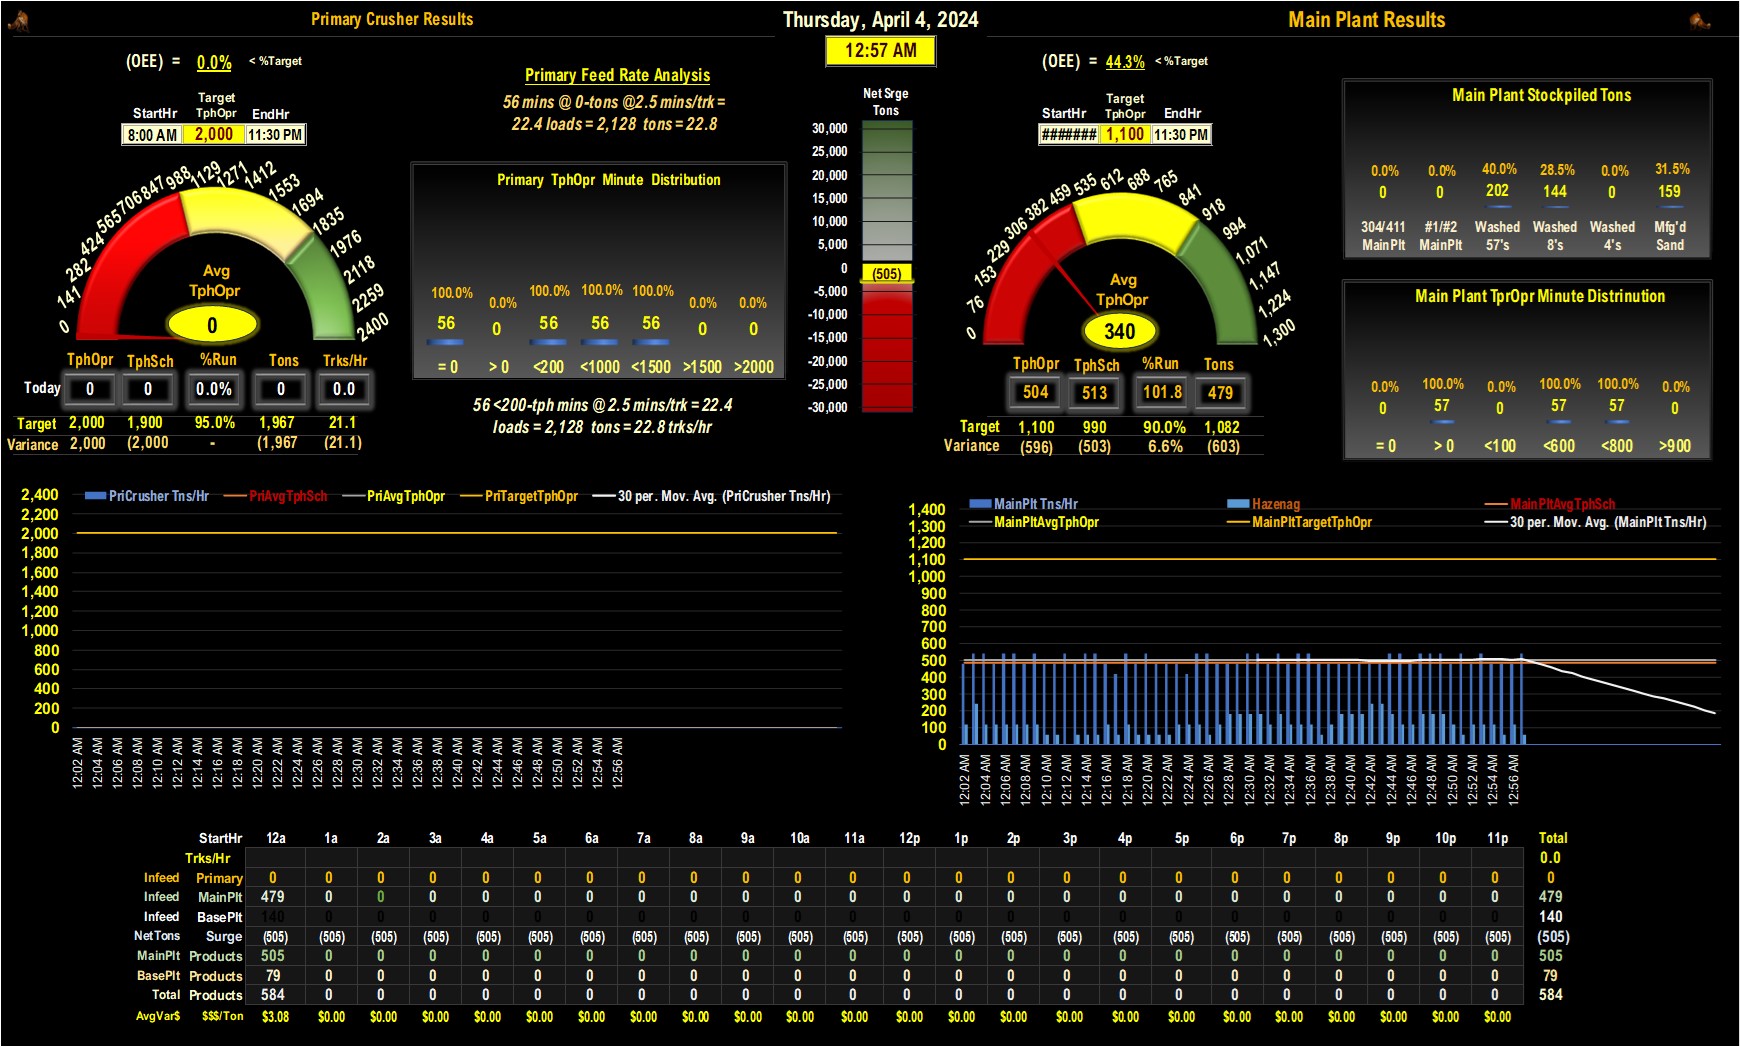 Primary Crusher Results
Thursday, April 4, 2024
Main Plant Results
12:57 AM
(OEE) = 0.0% < %Target
Target
StartHr TphOpr EndHr
8:00 AM 2,000 11:30 PM
0 141 282 424 565 706 847 988 1129 1271 1412 1553 1694 1835 1976 2118 2259 2400
Avg
TphOpr
0
TphOpr TphSch %Run Tons Trks/Hr
Today 0 0 0.0% 0 0.0
Target 2,000 1,900 95.0% 1,967 21.1
Variance 2,000 (2,000 - (1,967 (21.1)
Primary Feed Rate Analysis
56 mins @ 0-tons @2.5 mins/trk =
22.4 loads = 2,128 tons = 22.8
Primary TphOpr Minute Distribution
100.0% 0.0% 100.0% 100.0% 100.0% 0.0% 0.0%
56 0 56 56 56 0 0
= 0 > 0 <200 <1000 <1500 >1500 >2000
56 <200-tph mins @ 2.5 mins/trk = 22.4
loads = 2,128 tons = 22.8 trks/hr
Net Srge
Tons
30,000
25,000
20,000
15,000
10,000
5,000
0
(505)
-5,000
-10,000
-15,000
-20,000
-25,000
-30,000
(OEE) = 44.3% < %Target
Target
StartHr TphOpr EndHr
####### 1,100 11:30 PM
0 76 153 229 306 382 459 535 612 688 765 841 918 994 1,071 1,147 1,224 1,300
Avg
TphOpr
340
TphOpr TphSch %Run Tons
504 513 101.8 479
Target 1,100 990 90.0% 1,082
Variance (596) (503) 6.6% (603)
Main Plant Stockpiled Tons
0.0% 0.0% 40.0% 28.5% 0.0% 31.5%
0 0 202 144 0 159
304/411 #1/#2 Washed Washed Washed Mfg'd
MainPlt MainPlt 57's 8's 4's Sand
Main Plant TprOpr Minute Distrinution
0.0% 100.0% 0.0% 100.0% 100.0% 0.0%
0 57 0 57 57 0
= 0 > 0 <100 <600 <800 >900
PriCrusher Tns/Hr PriAvgTphSch PriAvgTphOpr PriTargetTphOpr 30 per. Mov. Avg. (PriCrusher Tns/Hr)
2,400
2,200
2,000
1,800
1,600
1,400
1,200
1,000
800
600
400
200
0
12:02 AM 12:04 AM 12:06 AM 12:08 AM 12:10 AM 12:12 AM 12:14 AM 12:16 AM 12:18 AM 12:20 AM 12:22 AM 12:24 AM 12:26 AM 12:28 AM 12:30 AM 12:32 AM 12:34 AM 12:36 AM 12:38 AM 12:40 AM 12:42 AM 12:44 AM 12:46 AM 12:48 AM 12:50 AM 12:52 AM 12:54 AM 12:56 AM
MainPlt Tns/Hr Hazenag MainPltAvgTphSch
MainPltAvgTphOpr MainPltTargetTphOpr 30 per. Mov. Avg. (MainPlt Tns/Hr)
1,400
1,300
1,200
1,100
1,000
900
800
700
600
500
400
300
200
100
0
12:02 AM 12:04 AM 12:06 AM 12:08 AM 12:10 AM 12:12 AM 12:14 AM 12:16 AM 12:18 AM 12:20 AM 12:22 AM 12:24 AM 12:26 AM 12:28 AM 12:30 AM 12:32 AM 12:34 AM 12:36 AM 12:38 AM 12:40 AM 12:42 AM 12:44 AM 12:46 AM 12:48 AM 12:50 AM 12:52 AM 12:54 AM 12:56 AM
StartHr 12a 1a 2a 3a 4a 5a 6a 7a 8a 9a 10a 11a 12p 1p 2p 3p 4p 5p 6p 7p 8p 9p 10p 11p Total
Trks/Hr 0.0
Infeed Primary 0 0 0 0 0 0 0 0 0 0 0 0 0 0 0 0 0 0 0 0 0 0 0 0 0
Infeed MainPlt 479 0 0 0 0 0 0 0 0 0 0 0 0 0 0 0 0 0 0 0 0 0 0 0 479
Infeed BasePlt 140 0 0 0 0 0 0 0 0 0 0 0 0 0 0 0 0 0 0 0 0 0 0 0 140
NetTons Surge (505) (505) (505) (505) (505) (505) (505) (505) (505) (505) (505) (505) (505) (505) (505) (505) (505) (505) (505) (505) (505) (505) (505) (505) (505)
MainPlt Products 505 0 0 0 0 0 0 0 0 0 0 0 0 0 0 0 0 0 0 0 0 0 0 0 505
BasePlt Products 79 0 0 0 0 0 0 0 0 0 0 0 0 0 0 0 0 0 0 0 0 0 0 0 79
Total Products 584 0 0 0 0 0 0 0 0 0 0 0 0 0 0 0 0 0 0 0 0 0 0 0 584
AvgVar$ $$$/Ton $3.08 $0.00 $0.00 $0.00 $0.00 $0.00 $0.00 $0.00 $0.00 $0.00 $0.00 $0.00 $0.00 $0.00 $0.00 $0.00 $0.00 $0.00 $0.00 $0.00 $0.00 $0.00 $0.00 $0.00